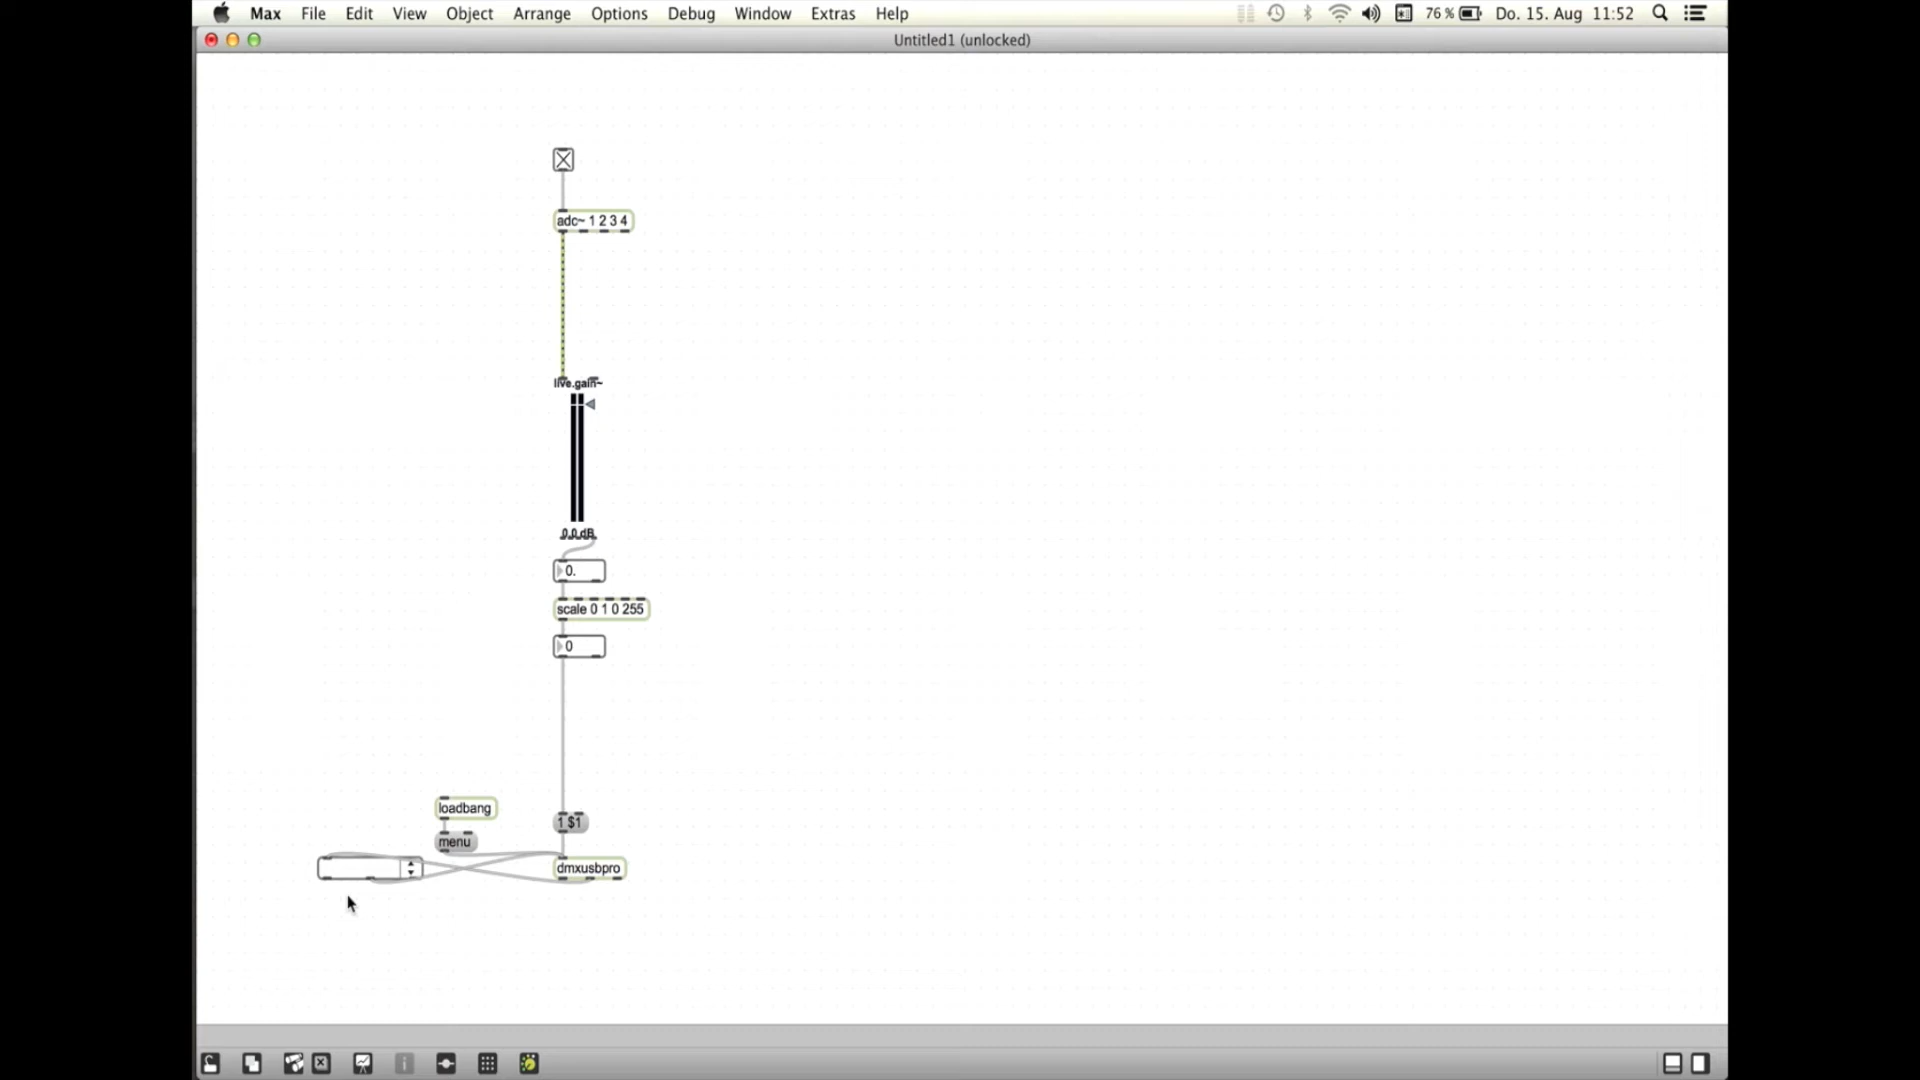 Max File Edit View Object Arrange Options Debug Window Extras Help 76% Do. 15. Aug 11:52
Untitled1 (unlocked)
adc~ 1 2 3 4
live.gain~
0.0 dB
0.
scale 0 1 0 255
0
loadbang
1 $1
menu
dmxusbpro